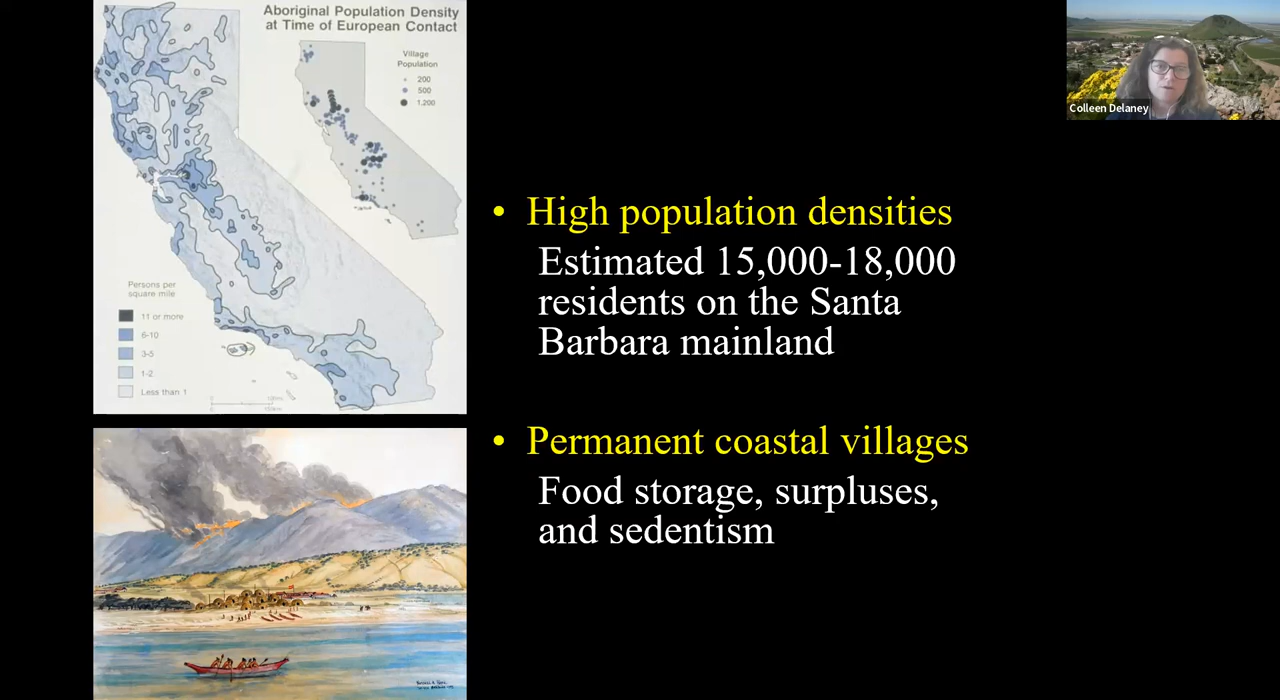 Aboriginal Population Density
at Time of European Contact
Village
Population
200
500
1,200
Persons per
square mile
11 or more
6-10
3-5
1-2
Less than 1
Colleen Delaney
• High population densities
Estimated 15,000-18,000
residents on the Santa
Barbara mainland
• Permanent coastal villages
Food storage, surpluses,
and sedentism